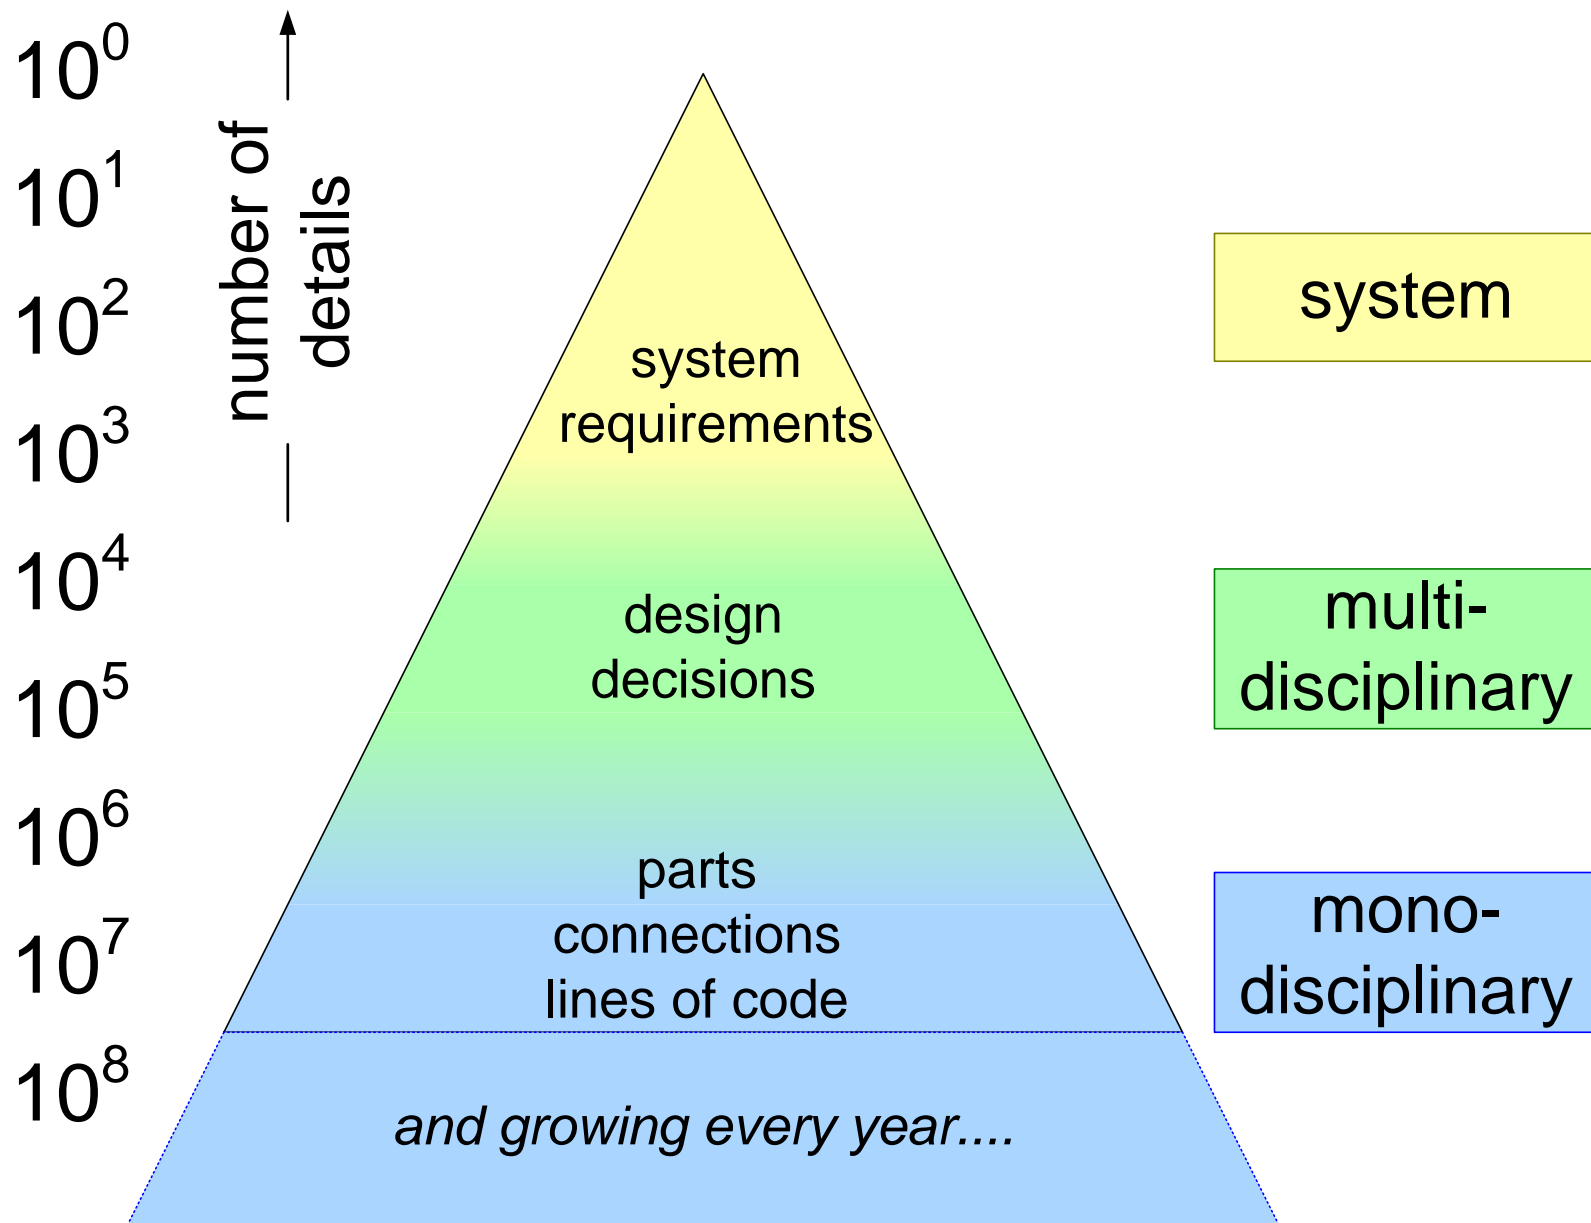 10^0
10^1
10^2
10^3
10^4
10^5
10^6
10^7
10^8
number of
details
system
requirements
design
decisions
parts
connections
lines of code
and growing every year....
system
multi-
disciplinary
mono-
disciplinary